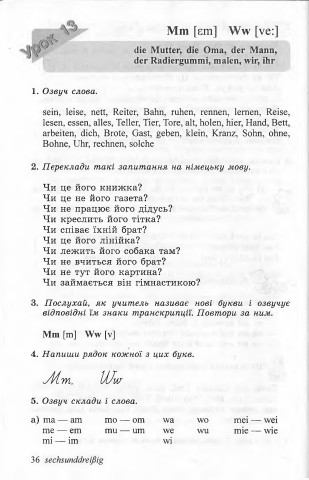 Урок 13
Mm [ɛm] Ww [ve:]
die Mutter, die Oma, der Mann,
der Radiergummi, malen, wir, ihr
1. Озвуч слова.
sein, leise, nett, Reiter, Bahn, ruhen, rennen, lernen, Reise,
lesen, essen, alles, Teller, Tier, Tore, alt, holen, hier, Hand, Bett,
arbeiten, dich, Brote, Gast, geben, klein, Kranz, Sohn, ohne,
Bohne, Uhr, rechnen, solche
2. Переклади такі запитання на німецьку мову.
Чи це його книжка?
Чи це не його газета?
Чи не працює його дідусь?
Чи креслить його тітка?
Чи співає їхній брат?
Чи це його лінійка?
Чи лежить його собака там?
Чи не вчиться його брат?
Чи не тут його картина?
Чи займається він гімнастикою?
3. Послухай, як учитель називає нові букви і озвучує
відповідні їм знаки транскрипції. Повтори за ним.
Mm [m] Ww [v]
4. Напиши рядок кожної з цих букв.
Mm, Ww
5. Озвуч склади і слова.
а) ma — am mo — om wa wo mei — wei
me — em mu — um we wu mie — wie
mi — im wi
36 sechsunddreißig